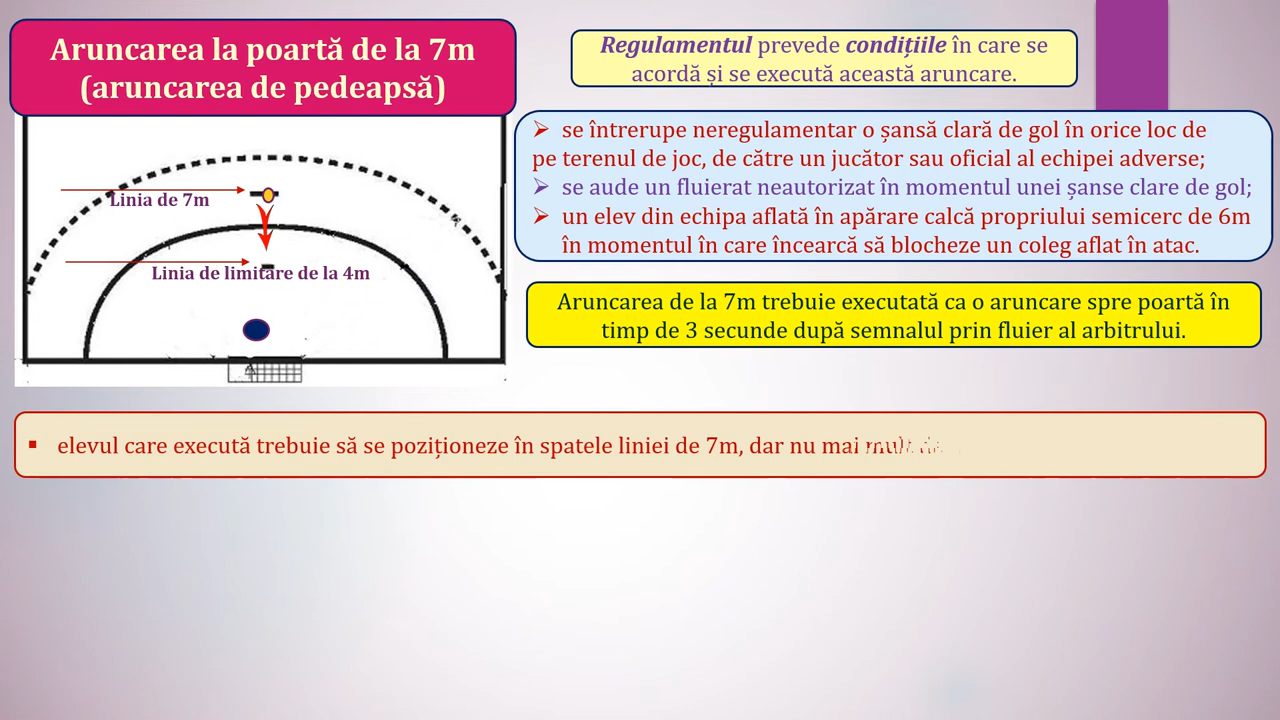 Aruncarea la poartă de la 7m
(aruncarea de pedeapsă)
Regulamentul prevede condițiile în care se
acordă și se execută această aruncare.
➢ se întrerupe neregulamentar o șansă clară de gol în orice loc de
pe terenul de joc, de către un jucător sau oficial al echipei adverse;
➢ se aude un fluierat neautorizat în momentul unei șanse clare de gol;
➢ un elev din echipa aflată în apărare calcă propriului semicerc de 6m
în momentul în care încearcă să blocheze un coleg aflat în atac.
Linia de 7m
Linia de limitare de la 4m
Aruncarea de la 7m trebuie executată ca o aruncare spre poartă în
timp de 3 secunde după semnalul prin fluier al arbitrului.
▪ elevul care execută trebuie să se poziționeze în spatele liniei de 7m, dar nu mai mult de